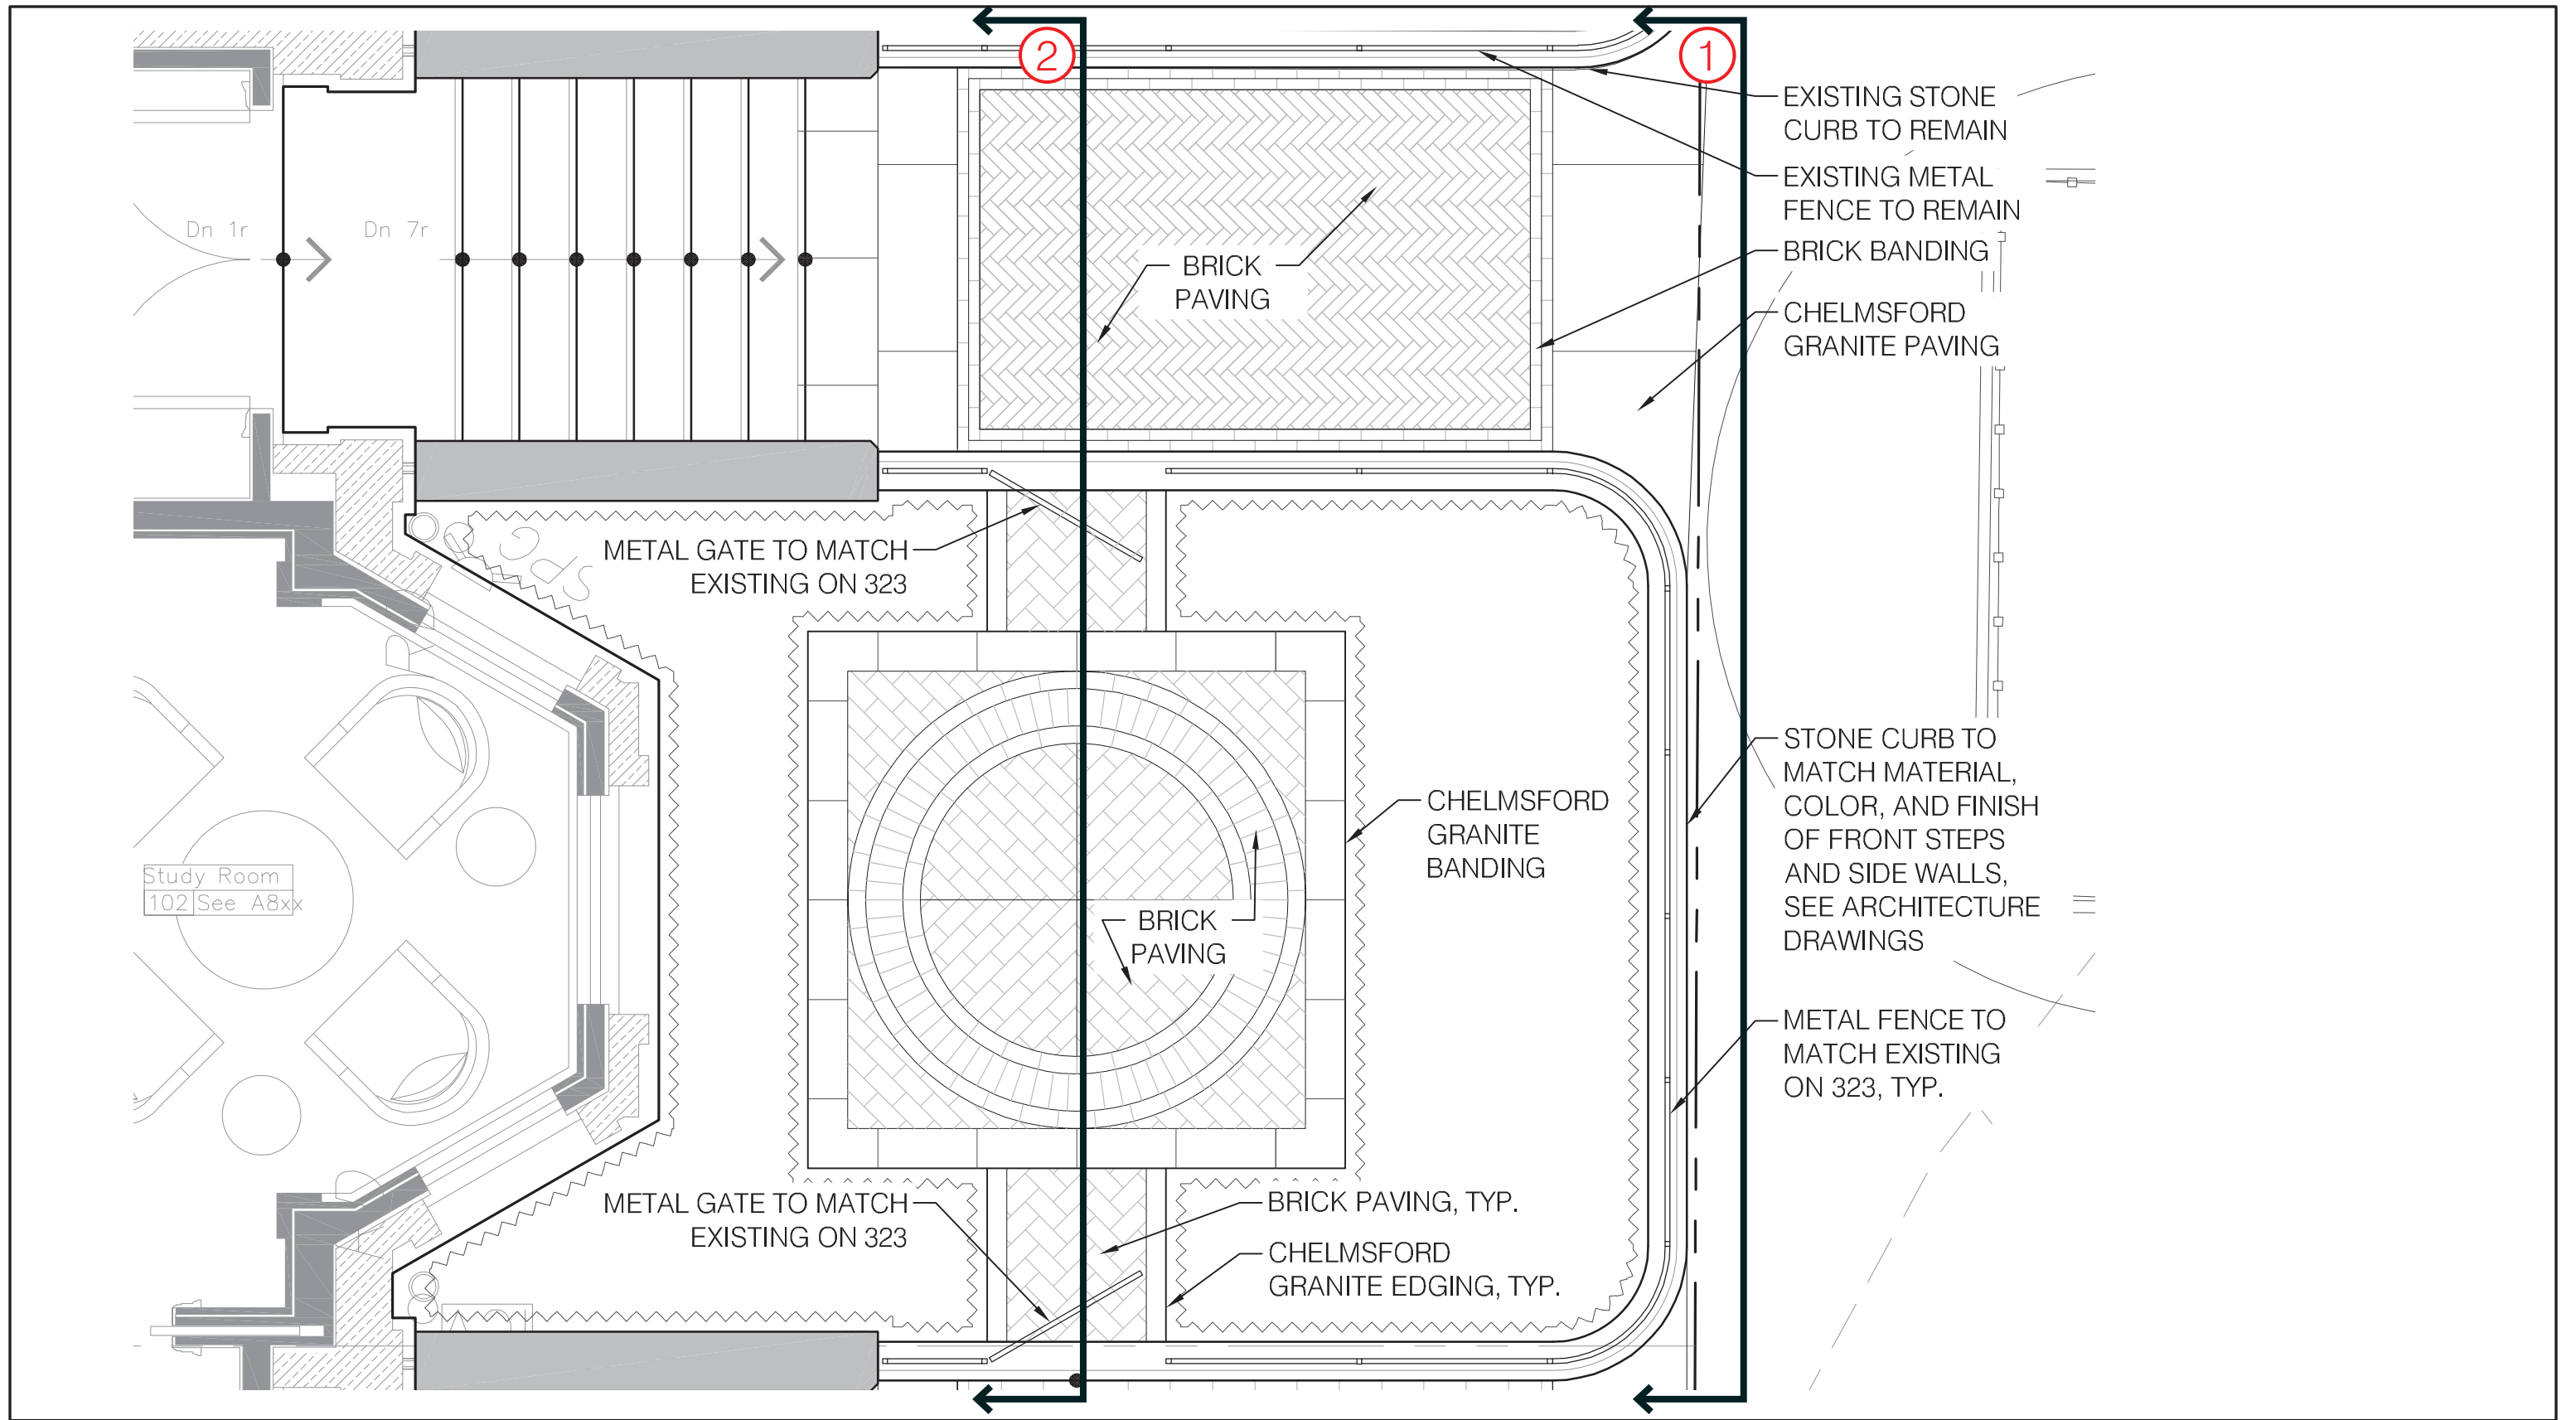 2
1
EXISTING STONE
CURB TO REMAIN
EXISTING METAL
FENCE TO REMAIN
BRICK BANDING
CHELMSFORD
GRANITE PAVING
Dn 1r
Dn 7r
BRICK
PAVING
METAL GATE TO MATCH
EXISTING ON 323
STONE CURB TO
MATCH MATERIAL,
COLOR, AND FINISH
OF FRONT STEPS
AND SIDE WALLS,
SEE ARCHITECTURE
DRAWINGS
CHELMSFORD
GRANITE
BANDING
Study Room
102 See A8xx
BRICK
PAVING
METAL FENCE TO
MATCH EXISTING
ON 323, TYP.
METAL GATE TO MATCH
EXISTING ON 323
BRICK PAVING, TYP.
CHELMSFORD
GRANITE EDGING, TYP.